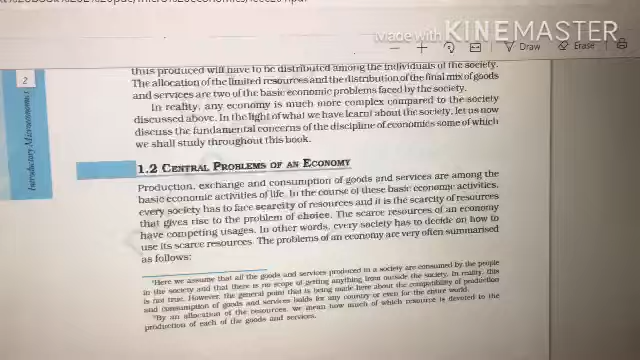 Made with KINEMASTER
Draw
Erase
2
Introductory Microeconomics
thus produced will have to be distributed among the individuals of the society.
The allocation of the limited resources and the distribution of the final mix of goods
and services are two of the basic economic problems faced by the society.
In reality, any economy is much more complex compared to the society
discussed above. In the light of what we have learnt about the society, let us now
discuss the fundamental concerns of the discipline of economics some of which
we shall study throughout this book.
1.2 CENTRAL PROBLEMS OF AN ECONOMY
Production, exchange and consumption of goods and services are among the
basic economic activities of life. In the course of these basic economic activities,
every society has to face scarcity of resources and it is the scarcity of resources
that gives rise to the problem of choice. The scarce resources of an economy
have competing usages. In other words, every society has to decide on how to
use its scarce resources. The problems of an economy are very often summarised
as follows:
Here we assume that all the goods and services produced in a society are consumed by the people
in the society and that there is no scope of getting anything from outside the society. In reality, this
is not true. However, the general point that is being made here about the compatibility of production
and consumption of goods and services holds for any country or even for the entire world.
By an allocation of the resources, we mean how much of which resource is devoted to the
production of each of the goods and services.